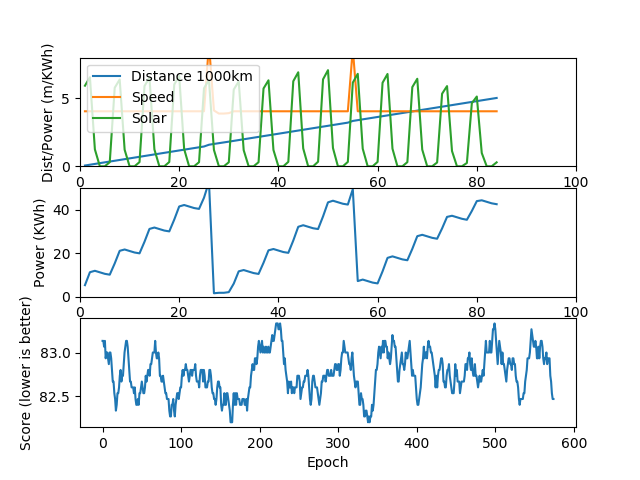 Dist/Power (m/KWh)
5
0
Distance 1000km
Speed
Solar
0 20 40 60 80 100
Power (KWh)
40
20
0
0 20 40 60 80 100
Score (lower is better)
83.0
82.5
0 100 200 300 400 500 600
Epoch